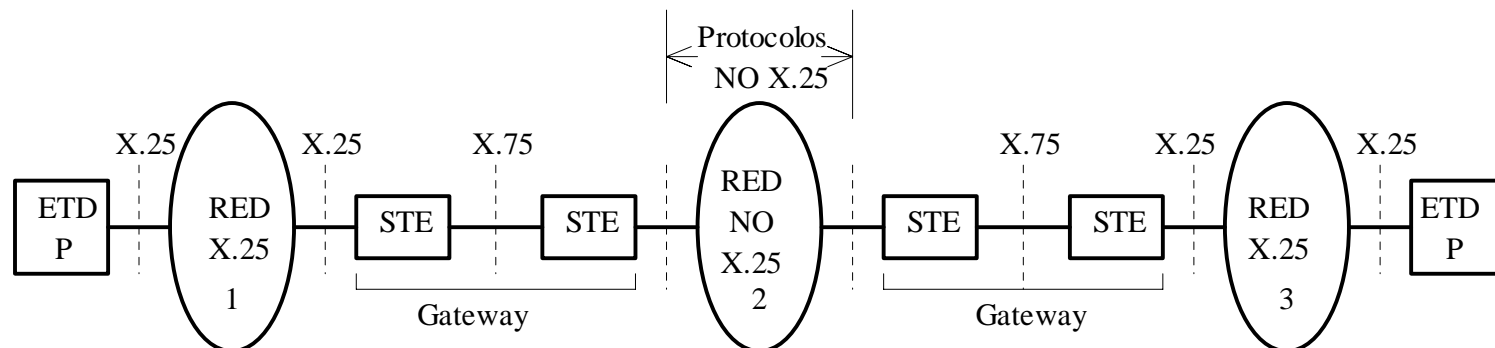 Protocolos
NO X.25
X.25
X.25
X.75
X.75
X.25
X.25
ETD
P
RED
X.25
1
STE
STE
RED
NO
X.25
2
STE
STE
RED
X.25
3
ETD
P
Gateway
Gateway